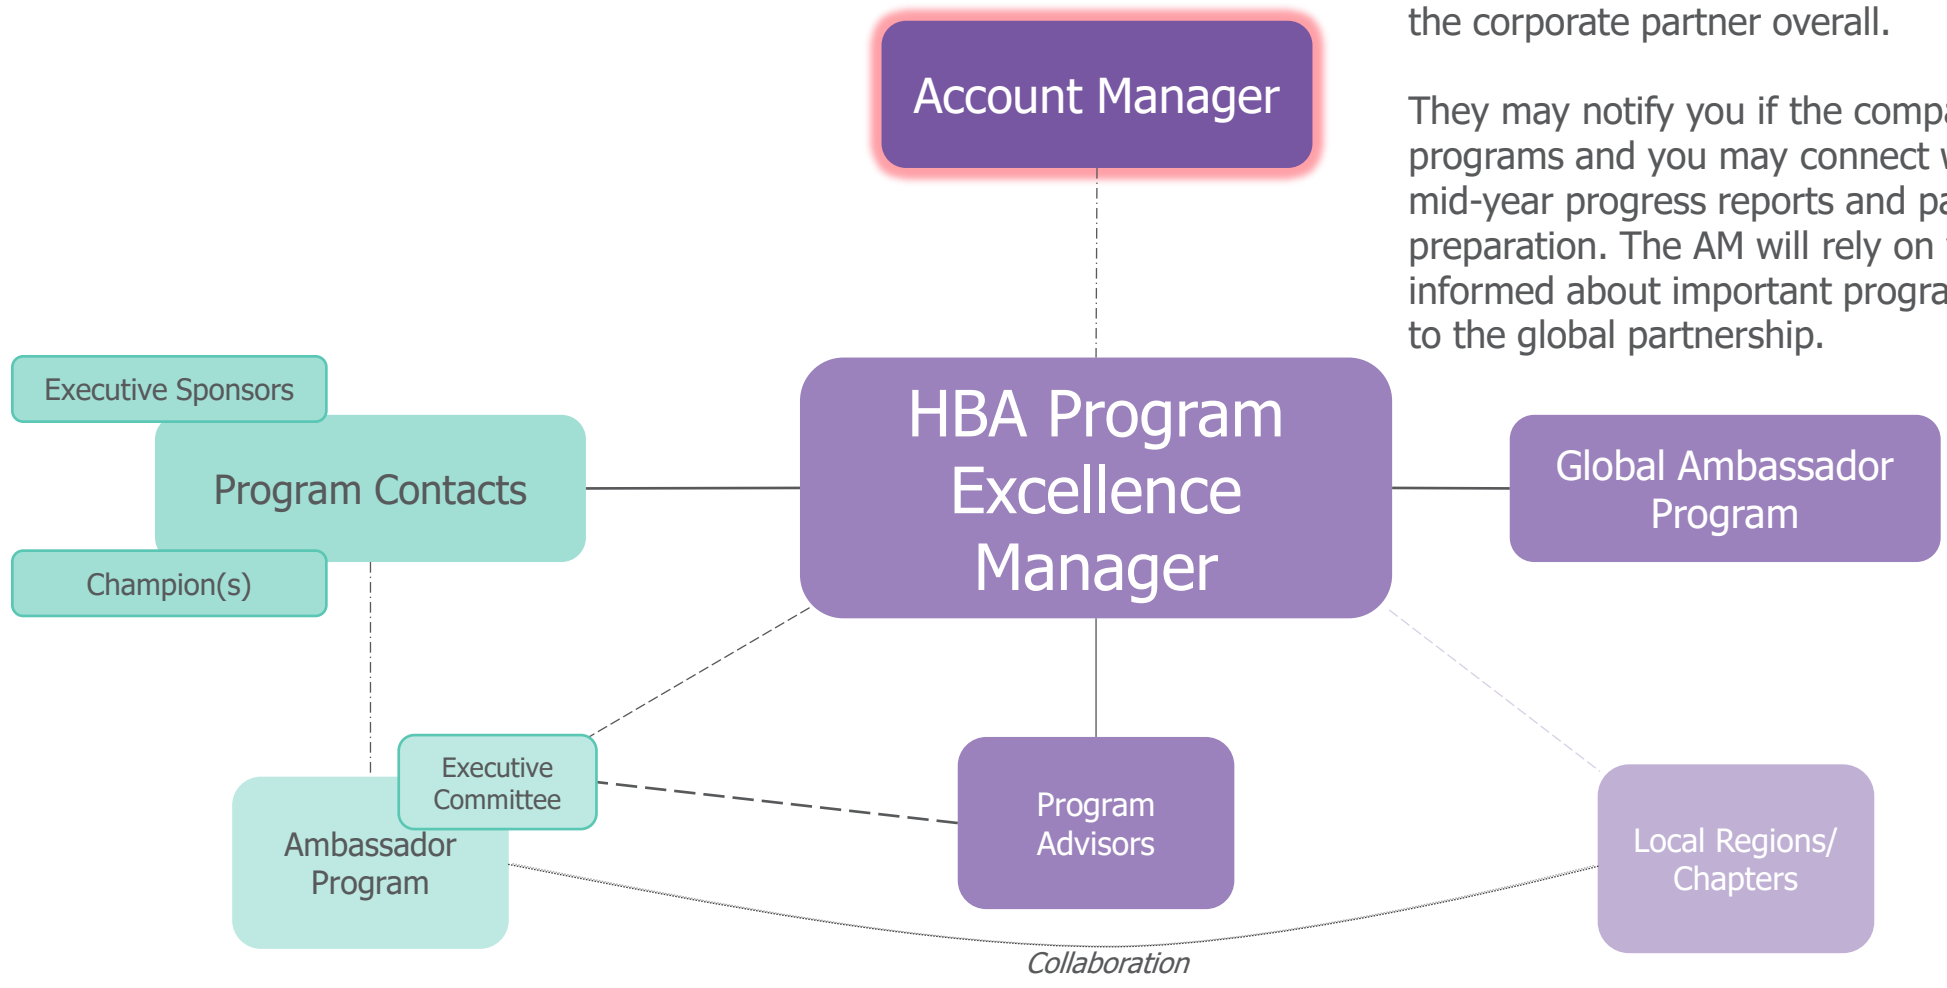 the corporate partner overall.
Account Manager
They may notify you if the
programs and you may connect
mid-year progress reports and
preparation. The AM will rely on
informed about important
to the global partnership.
Executive Sponsors
Program Contacts
Champion(s)
HBA Program
Excellence
Manager
Global Ambassador
Program
Executive
Committee
Ambassador
Program
Program
Advisors
Local Regions/
Chapters
Collaboration